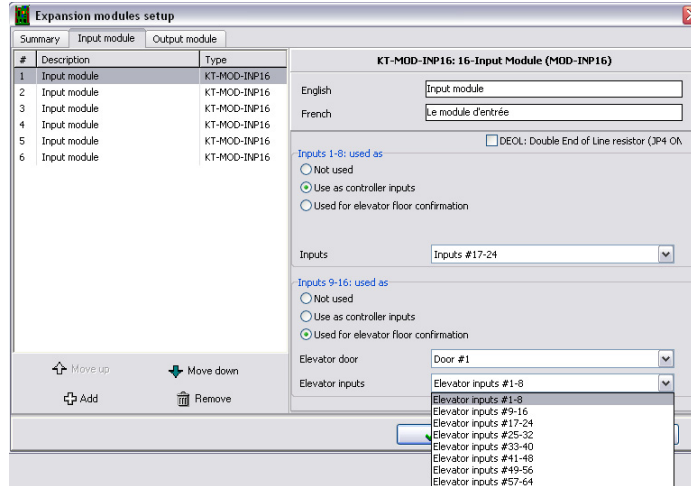 Expansion modules setup
Summary Input module Output module
# Description Type
1 Input module KT-MOD-INP16
2 Input module KT-MOD-INP16
3 Input module KT-MOD-INP16
4 Input module KT-MOD-INP16
5 Input module KT-MOD-INP16
6 Input module KT-MOD-INP16
Move up Move down
Add Remove
KT-MOD-INP16: 16-Input Module (MOD-INP16)
English Input module
French Le module d'entrée
DEOL: Double End of Line resistor (JP4 ON
Inputs 1-8: used as
Not used
Use as controller inputs
Used for elevator floor confirmation
Inputs Inputs #17-24
Inputs 9-16: used as
Not used
Use as controller inputs
Used for elevator floor confirmation
Elevator door Door #1
Elevator inputs Elevator inputs #1-8
Elevator inputs #1-8
Elevator inputs #9-16
Elevator inputs #17-24
Elevator inputs #25-32
Elevator inputs #33-40
Elevator inputs #41-48
Elevator inputs #49-56
Elevator inputs #57-64